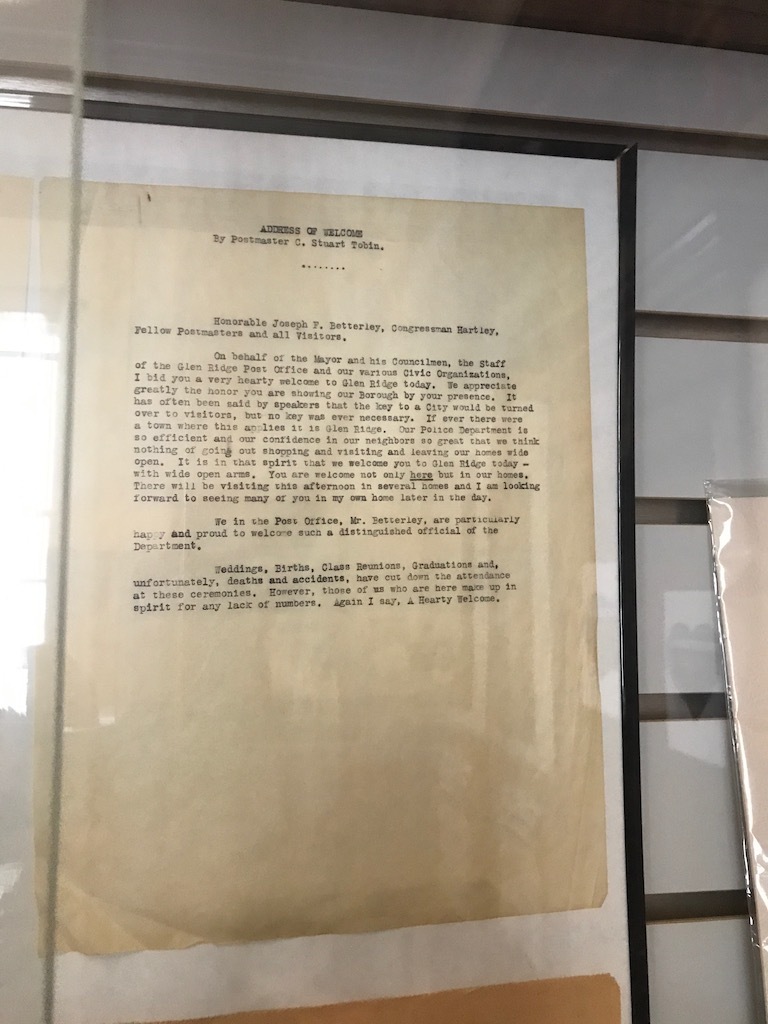 ADDRESS OF WELCOME
By Postmaster C. Stuart Tobin.
........
Honorable Joseph F. Betterley, Congressman Hartley,
Fellow Postmasters and all Visitors.
On behalf of the Mayor and his Councilmen, the Staff
of the Glen Ridge Post Office and our various Civic Organizations,
I bid you a very hearty welcome to Glen Ridge today. We appreciate
greatly the honor you are showing our Borough by your presence. It
has often been said by speakers that the key to a City would be turned
over to visitors, but no key was ever necessary. If ever there were
a town where this applies it is Glen Ridge. Our Police Department is
so efficient and our confidence in our neighbors so great that we think
nothing of going out shopping and visiting and leaving our homes wide
open. It is in that spirit that we welcome you to Glen Ridge today -
with wide open arms. You are welcome not only here but in our homes.
There will be visiting this afternoon in several homes and I am looking
forward to seeing many of you in my own home later in the day.
We in the Post Office, Mr. Betterley, are particularly
happy and proud to welcome such a distinguished official of the
Department.
Weddings, Births, Class Reunions, Graduations and,
unfortunately, deaths and accidents, have cut down the attendance
at these ceremonies. However, those of us who are here make up in
spirit for any lack of numbers. Again I say, A Hearty Welcome.